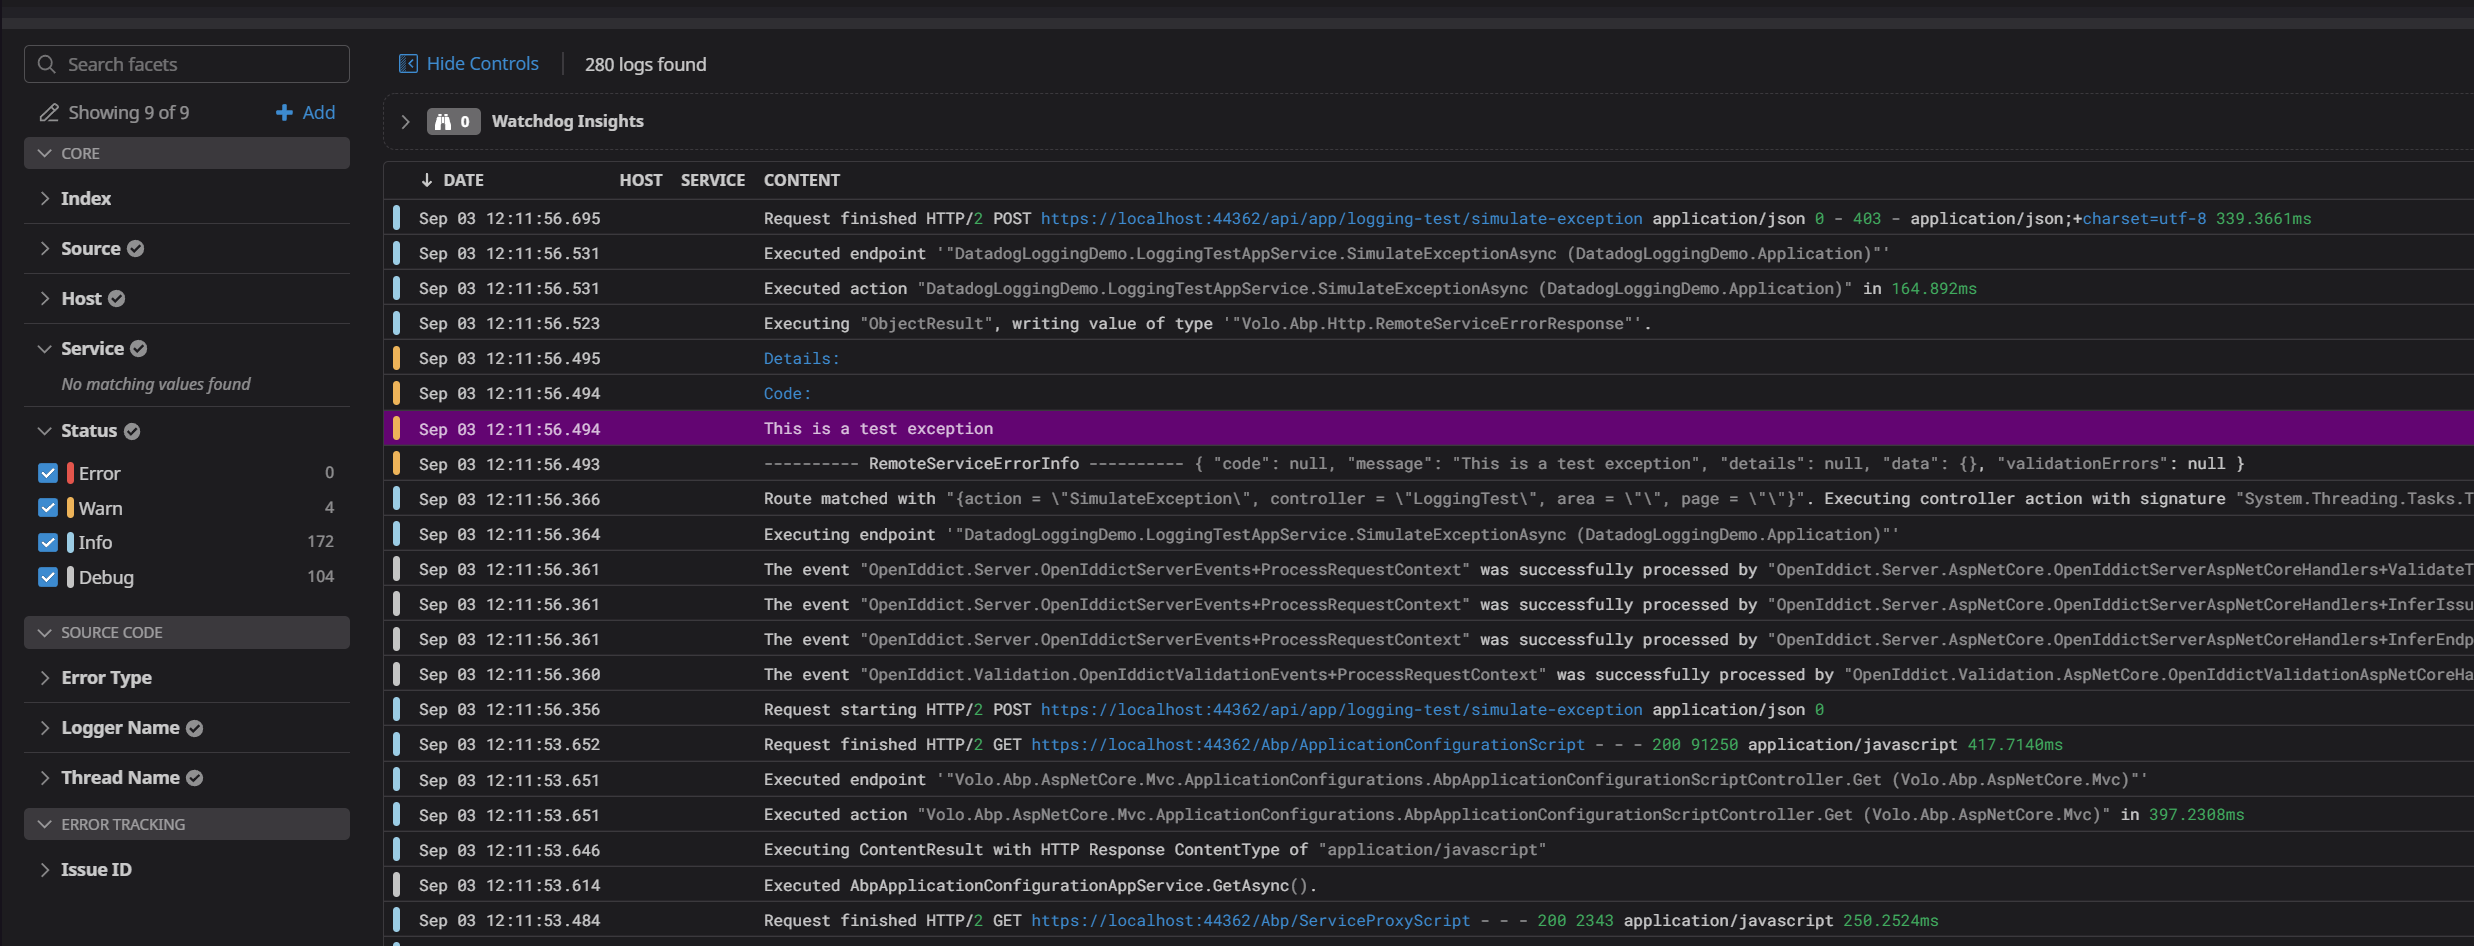 Search facets
Showing 9 of 9
Add
CORE
Index
Source
Host
Service
No matching values found
Status
Error 0
Warn 4
Info 172
Debug 104
SOURCE CODE
Error Type
Logger Name
Thread Name
ERROR TRACKING
Issue ID
Hide Controls
280 logs found
0 Watchdog Insights
↓ DATE HOST SERVICE CONTENT
Sep 03 12:11:56.695 Request finished HTTP/2 POST https://localhost:44362/api/app/logging-test/simulate-exception application/json 0 - 403 - application/json;+charset=utf-8 339.3661ms
Sep 03 12:11:56.531 Executed endpoint '"DatadogLoggingDemo.LoggingTestAppService.SimulateExceptionAsync (DatadogLoggingDemo.Application)"'
Sep 03 12:11:56.531 Executed action "DatadogLoggingDemo.LoggingTestAppService.SimulateExceptionAsync (DatadogLoggingDemo.Application)" in 164.892ms
Sep 03 12:11:56.523 Executing "ObjectResult", writing value of type '"Volo.Abp.Http.RemoteServiceErrorResponse"'.
Sep 03 12:11:56.495 Details:
Sep 03 12:11:56.494 Code:
Sep 03 12:11:56.494 This is a test exception
Sep 03 12:11:56.493 ---------- RemoteServiceErrorInfo ---------- { "code": null, "message": "This is a test exception", "details": null, "data": {}, "validationErrors": null }
Sep 03 12:11:56.366 Route matched with "{action = \"SimulateException\", controller = \"LoggingTest\", area = \"\", page = \"\"}". Executing controller action with signature "System.Threading.Tasks.T
Sep 03 12:11:56.364 Executing endpoint '"DatadogLoggingDemo.LoggingTestAppService.SimulateExceptionAsync (DatadogLoggingDemo.Application)"'
Sep 03 12:11:56.361 The event "OpenIddict.Server.OpenIddictServerEvents+ProcessRequestContext" was successfully processed by "OpenIddict.Server.AspNetCore.OpenIddictServerAspNetCoreHandlers+ValidateT
Sep 03 12:11:56.361 The event "OpenIddict.Server.OpenIddictServerEvents+ProcessRequestContext" was successfully processed by "OpenIddict.Server.AspNetCore.OpenIddictServerAspNetCoreHandlers+InferIssu
Sep 03 12:11:56.361 The event "OpenIddict.Server.OpenIddictServerEvents+ProcessRequestContext" was successfully processed by "OpenIddict.Server.AspNetCore.OpenIddictServerAspNetCoreHandlers+InferEndp
Sep 03 12:11:56.360 The event "OpenIddict.Validation.OpenIddictValidationEvents+ProcessRequestContext" was successfully processed by "OpenIddict.Validation.AspNetCore.OpenIddictValidationAspNetCoreHa
Sep 03 12:11:56.356 Request starting HTTP/2 POST https://localhost:44362/api/app/logging-test/simulate-exception application/json 0
Sep 03 12:11:53.652 Request finished HTTP/2 GET https://localhost:44362/Abp/ApplicationConfigurationScript - - - 200 91250 application/javascript 417.7140ms
Sep 03 12:11:53.651 Executed endpoint '"Volo.Abp.AspNetCore.Mvc.ApplicationConfigurations.AbpApplicationConfigurationScriptController.Get (Volo.Abp.AspNetCore.Mvc)"'
Sep 03 12:11:53.651 Executed action "Volo.Abp.AspNetCore.Mvc.ApplicationConfigurations.AbpApplicationConfigurationScriptController.Get (Volo.Abp.AspNetCore.Mvc)" in 397.2308ms
Sep 03 12:11:53.646 Executing ContentResult with HTTP Response ContentType of "application/javascript"
Sep 03 12:11:53.614 Executed AbpApplicationConfigurationAppService.GetAsync().
Sep 03 12:11:53.484 Request finished HTTP/2 GET https://localhost:44362/Abp/ServiceProxyScript - - - 200 2343 application/javascript 250.2524ms